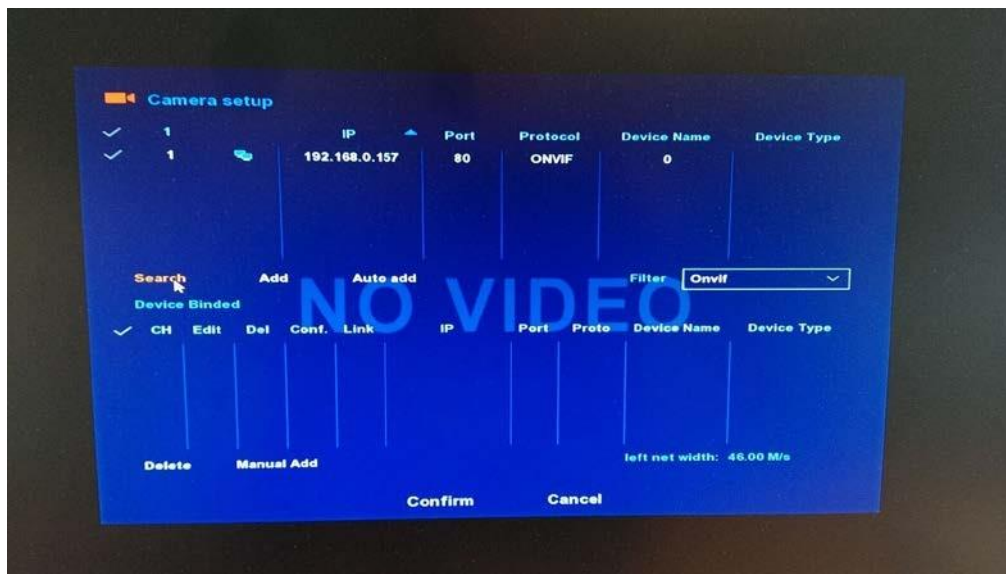 Camera setup
1 IP Port Protocol Device Name Device Type
1 192.168.0.157 80 ONVIF 0
Search Add Auto add Filter Onvif
NO VIDEO
Device Binded
CH Edit Del Conf. Link IP Port Proto Device Name Device Type
left net width: 46.00 M/s
Delete Manual Add
Confirm Cancel